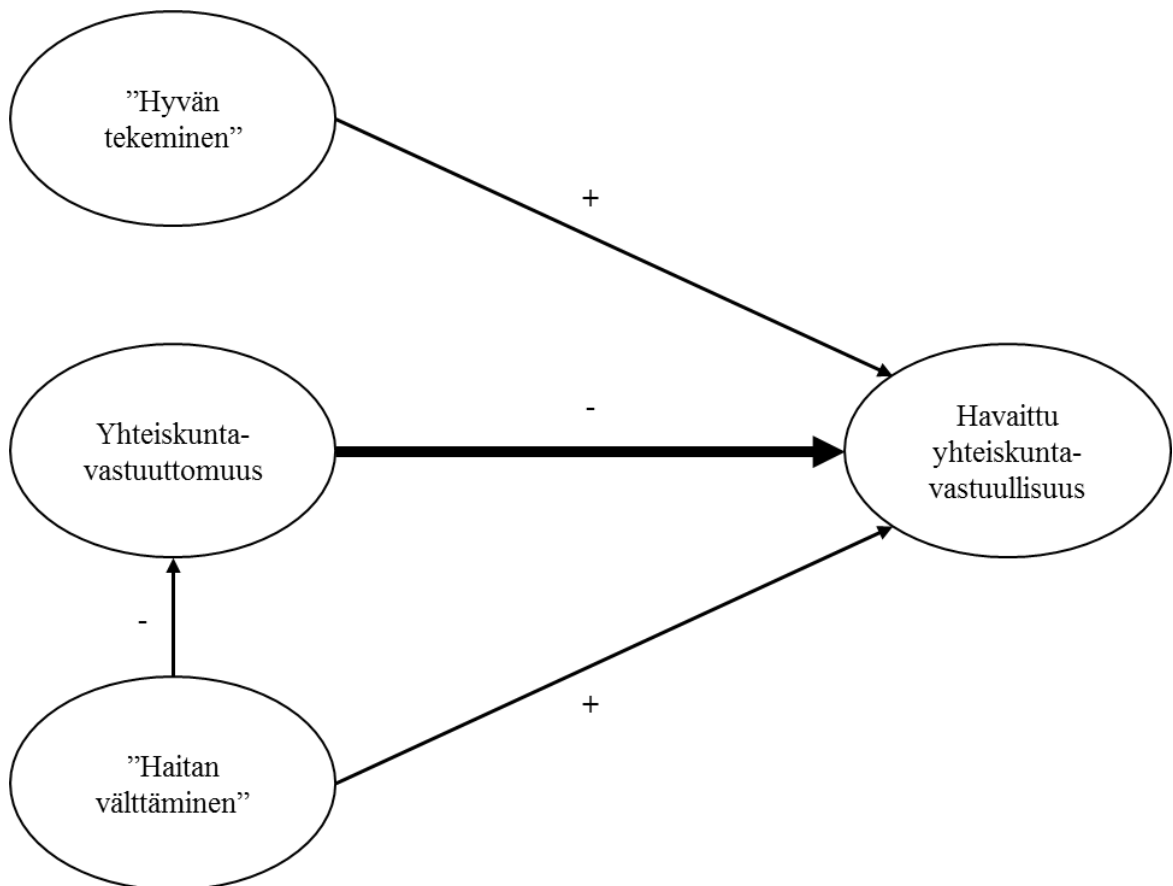 ”Hyvän
tekeminen”
+
Yhteiskunta-
vastuuttomuus
-
Havaittu
yhteiskunta-
vastuullisuus
-
+
”Haitan
välttäminen”